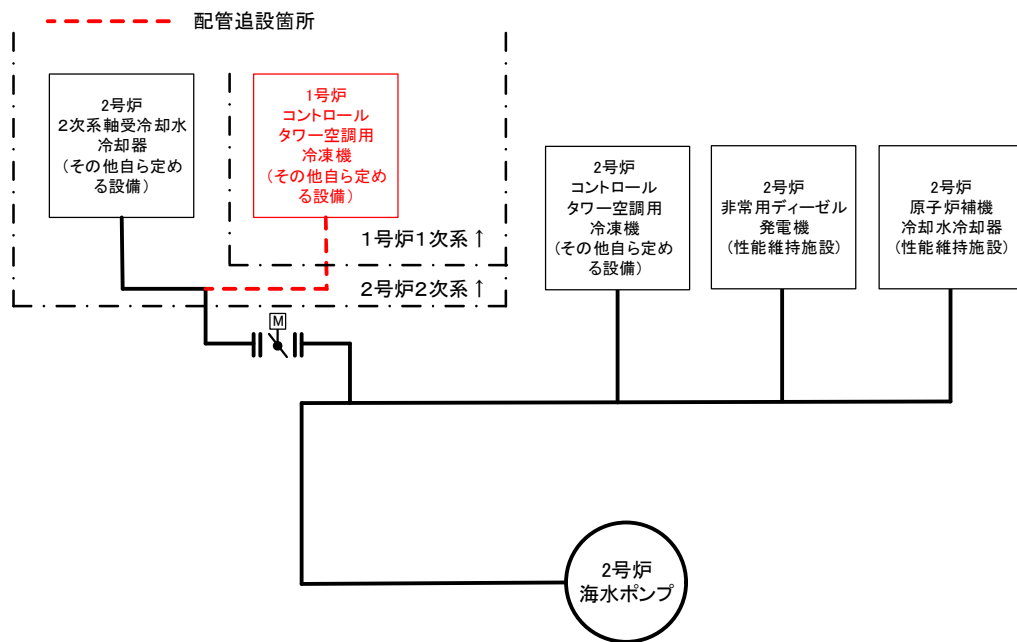 配管追設箇所
2号炉
2次系軸受冷却水
冷却器
(その他自ら定め
る設備)
1号炉
コントロール
タワー空調用
冷凍機
(その他自ら定め
る設備)
1号炉1次系↑
2号炉2次系↑
M
2号炉
コントロール
タワー空調用
冷凍機
(その他自ら定め
る設備)
2号炉
非常用ディーゼル
発電機
(性能維持施設)
2号炉
原子炉補機
冷却水冷却器
(性能維持施設)
2号炉
海水ポンプ